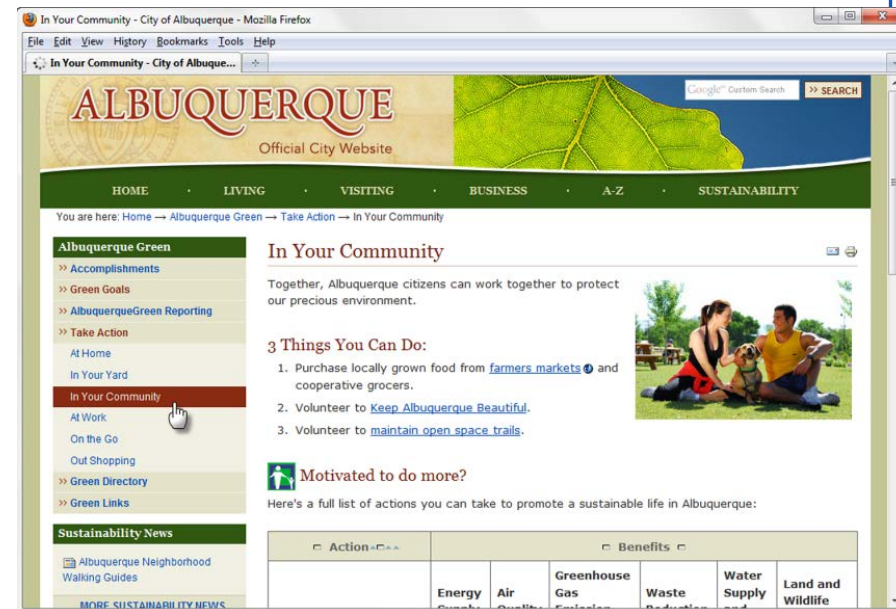 In Your Community - City of Albuquerque - Mozilla Firefox
File Edit View History Bookmarks Tools Help
In Your Community - City of Albuque...
ALBUQUERQUE
Official City Website
Google™ Custom Search
>> SEARCH
HOME · LIVING · VISITING · BUSINESS · A-Z · SUSTAINABILITY
You are here: Home → Albuquerque Green → Take Action → In Your Community
Albuquerque Green
>> Accomplishments
>> Green Goals
>> AlbuquerqueGreen Reporting
>> Take Action
At Home
In Your Yard
In Your Community
At Work
On the Go
Out Shopping
>> Green Directory
>> Green Links
Sustainability News
Albuquerque Neighborhood
Walking Guides
MORE SUSTAINABILITY NEWS
In Your Community
Together, Albuquerque citizens can work together to protect
our precious environment.
3 Things You Can Do:
1. Purchase locally grown food from farmers markets and
cooperative grocers.
2. Volunteer to Keep Albuquerque Beautiful.
3. Volunteer to maintain open space trails.
Motivated to do more?
Here's a full list of actions you can take to promote a sustainable life in Albuquerque:
Action
Benefits
Energy
Air
Greenhouse
Gas
Waste
Water
Supply
Land and
Wildlife